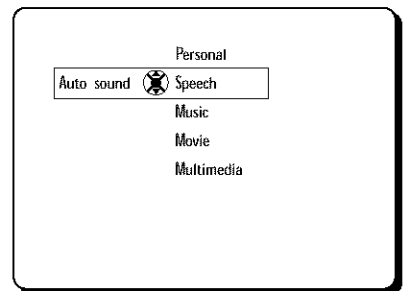 Personal
Auto sound Speech
Music
Movie
Multimedia